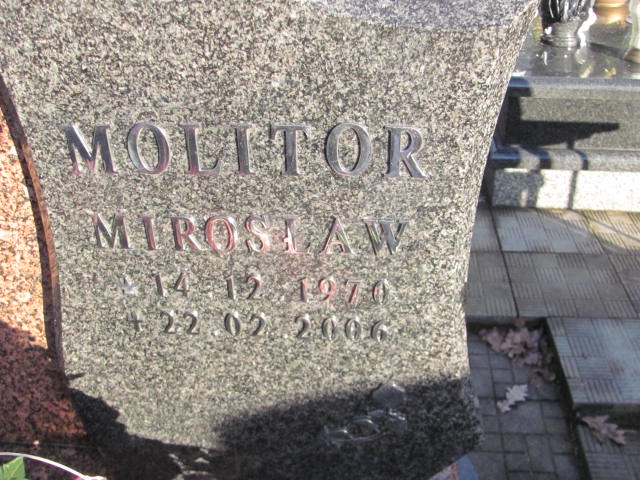 MOLITOR
MIROSŁAW
* 14.12.1970
+ 22.02.2006